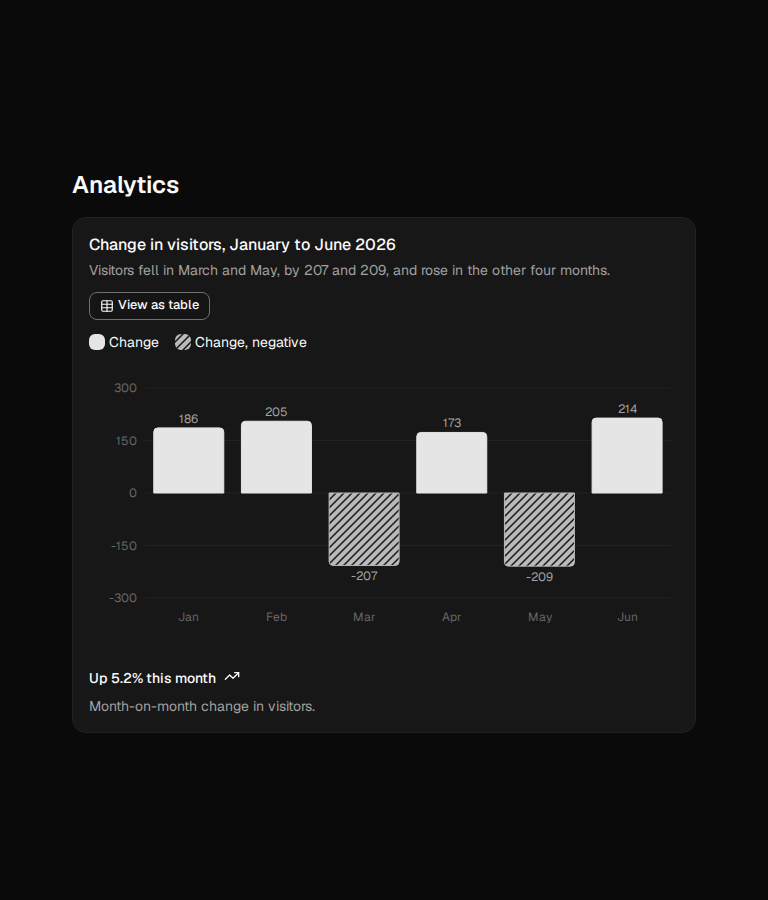 Analytics
Change in visitors, January to June 2026
Visitors fell in March and May, by 207 and 209, and rose in the other four months.
View as table
Change
Change, negative
300
150
0
-150
-300
186
205
-207
173
-209
214
Jan
Feb
Mar
Apr
May
Jun
Up 5.2% this month
Month-on-month change in visitors.